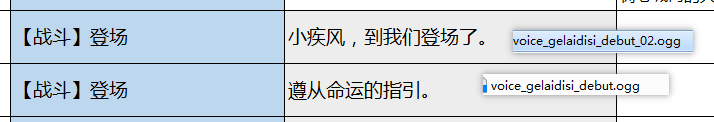 【战斗】登场
小疾风，到我们登场了。
voice_gelaidisi_debut_02.ogg
【战斗】登场
遵从命运的指引。
voice_gelaidisi_debut.ogg